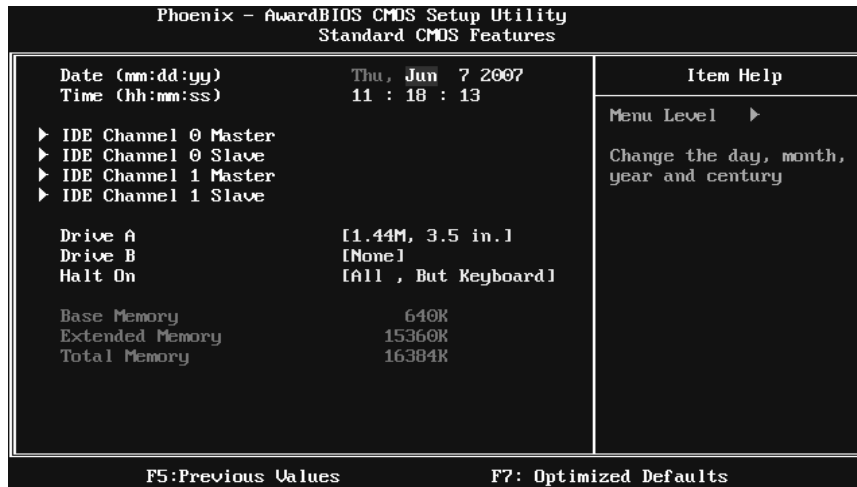 Phoenix - AwardBIOS CMOS Setup Utility
Standard CMOS Features
Date (mm:dd:yy) Thu, Jun 7 2007
Time (hh:mm:ss) 11 : 18 : 13
IDE Channel 0 Master
IDE Channel 0 Slave
IDE Channel 1 Master
IDE Channel 1 Slave
Drive A [1.44M, 3.5 in.]
Drive B [None]
Halt On [All , But Keyboard]
Base Memory 640K
Extended Memory 15360K
Total Memory 16384K
Item Help
Menu Level
Change the day, month,
year and century
F5:Previous Values F7: Optimized Defaults